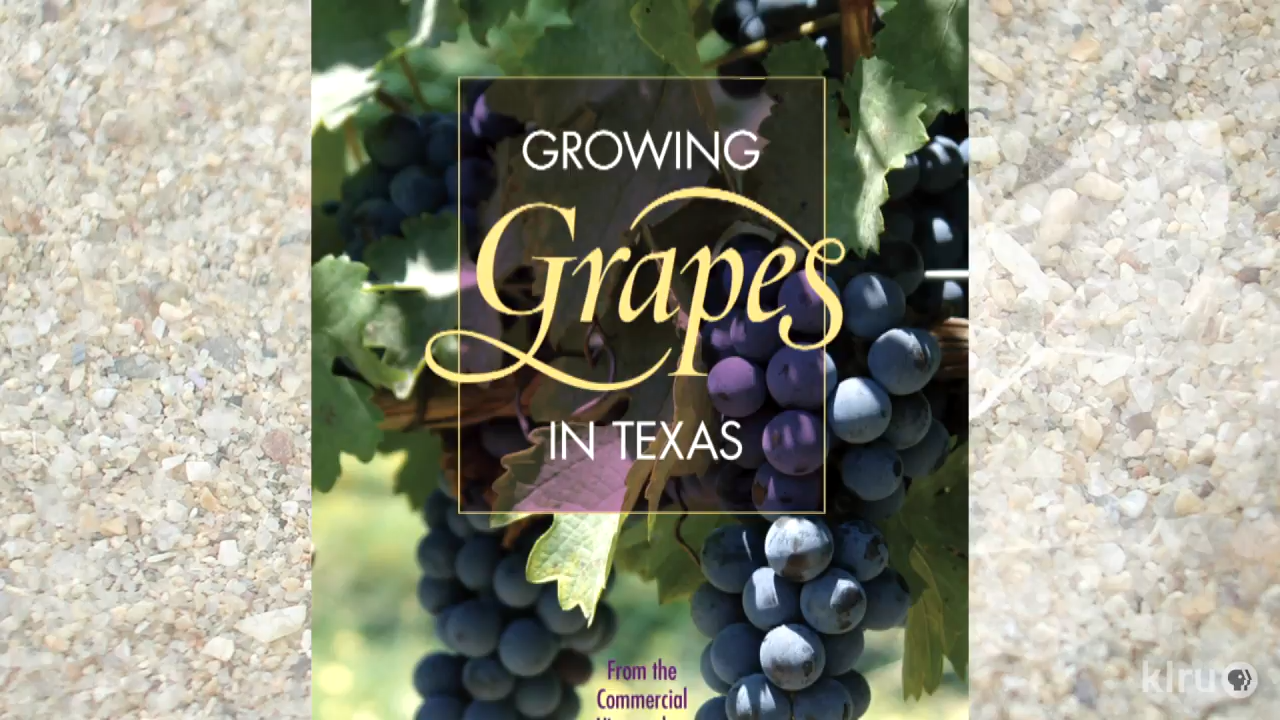 GROWING
Grapes
IN TEXAS
From the
Commercial
klru